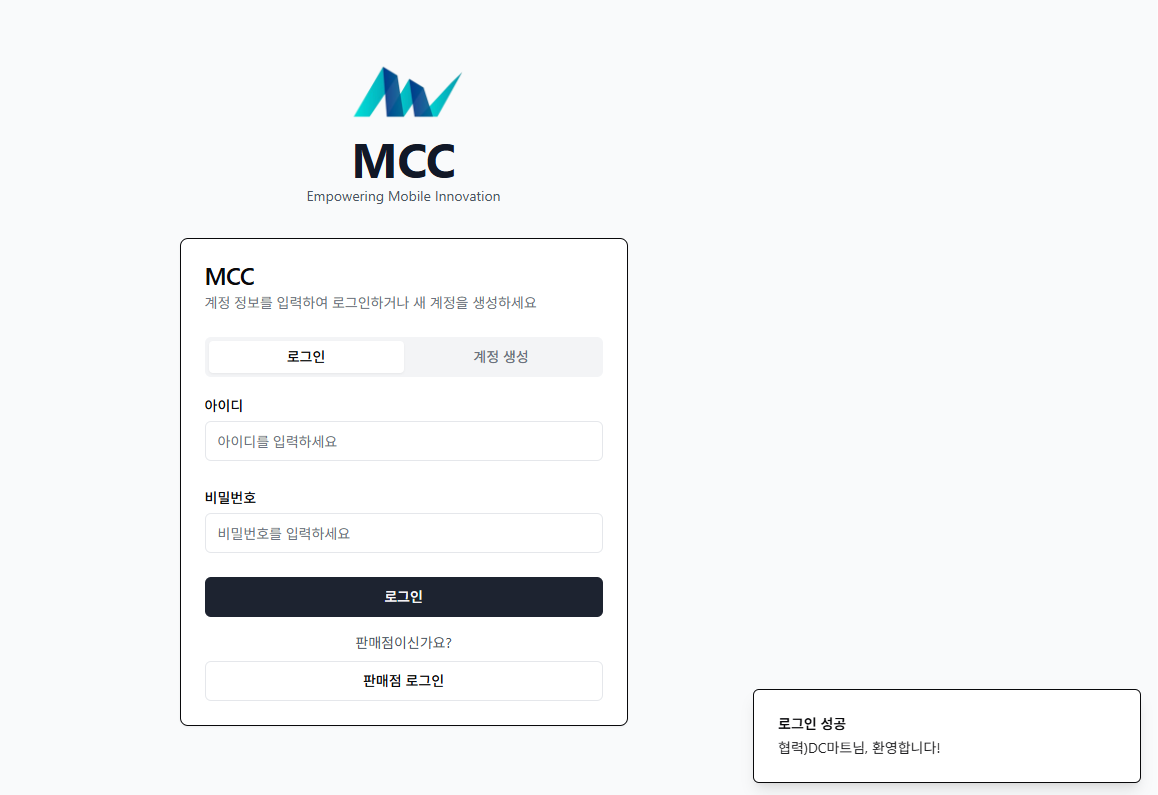 MCC
Empowering Mobile Innovation
MCC
계정 정보를 입력하여 로그인하거나 새 계정을 생성하세요
로그인
계정 생성
아이디
아이디를 입력하세요
비밀번호
비밀번호를 입력하세요
로그인
판매점이신가요?
판매점 로그인
로그인 성공
협력)DC마트님, 환영합니다!